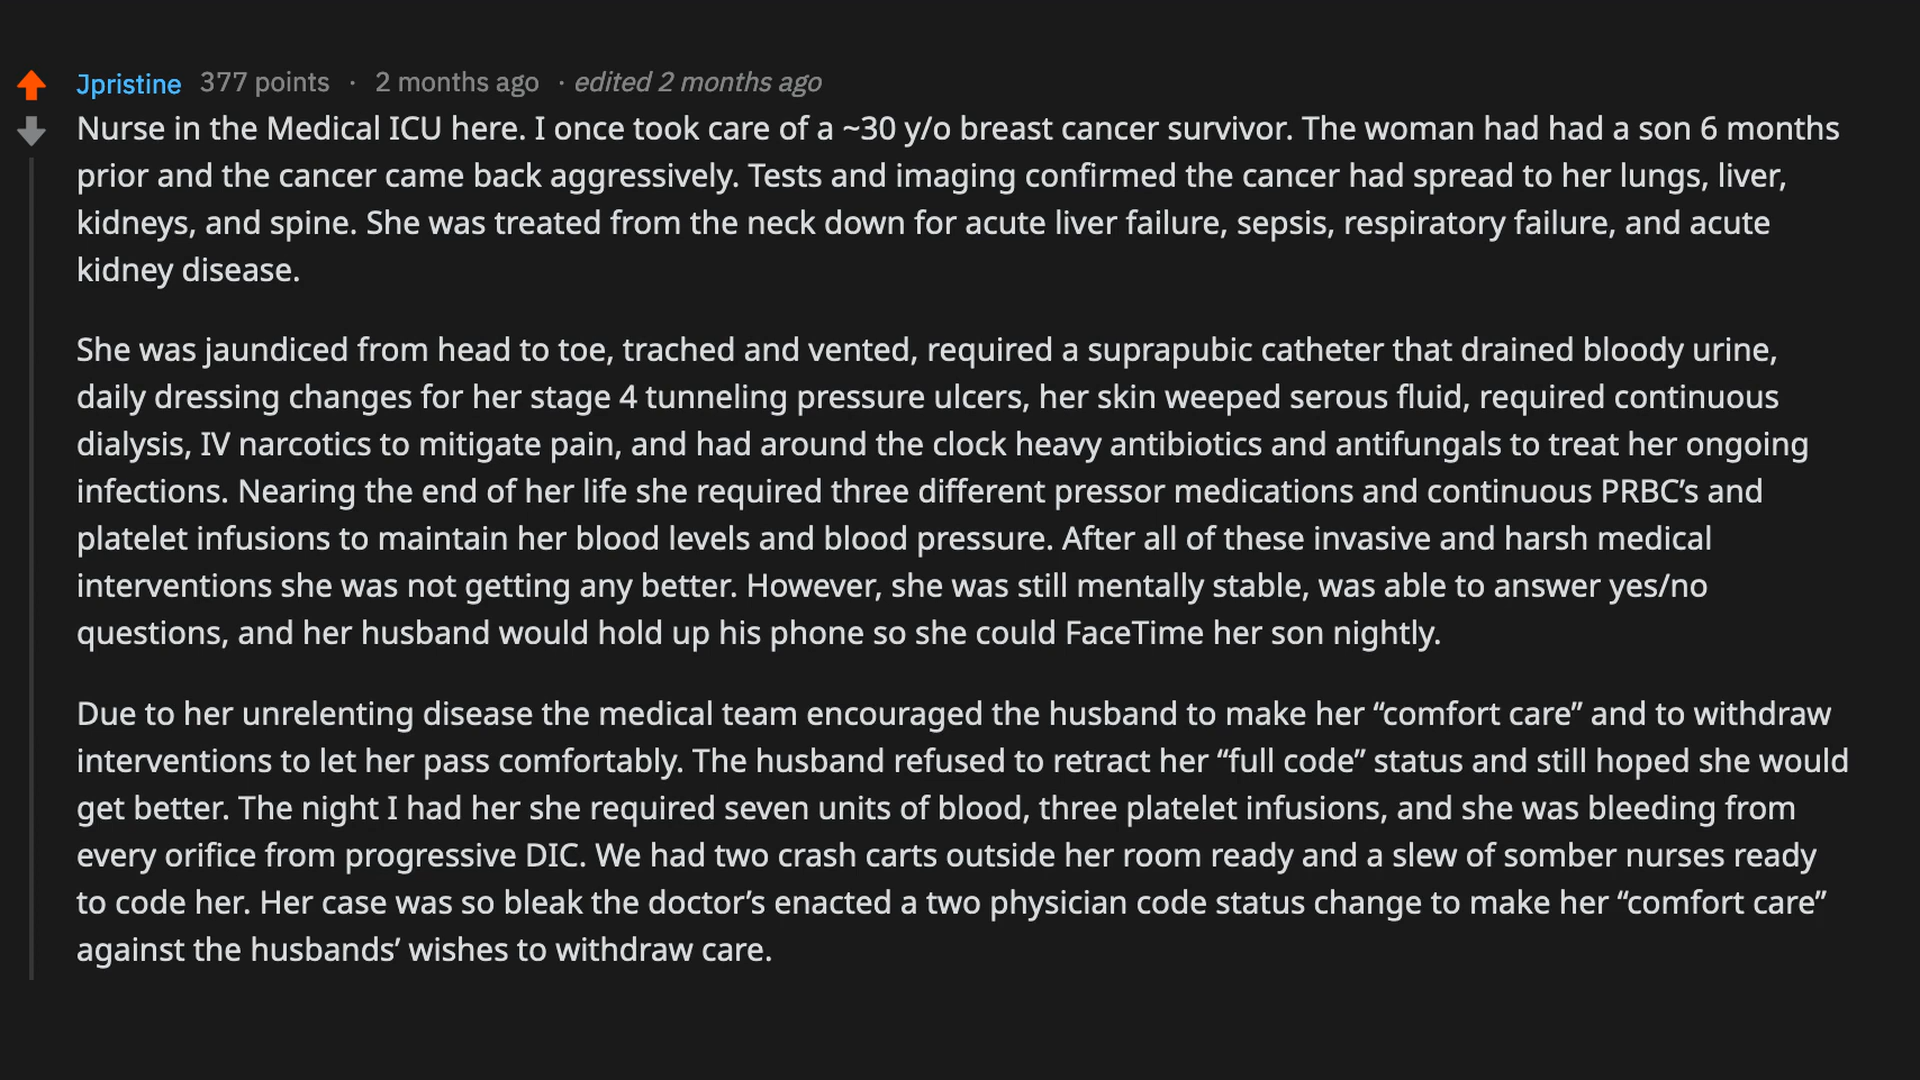 Jpristine 377 points · 2 months ago · edited 2 months ago
Nurse in the Medical ICU here. I once took care of a ~30 y/o breast cancer survivor. The woman had had a son 6 months
prior and the cancer came back aggressively. Tests and imaging confirmed the cancer had spread to her lungs, liver,
kidneys, and spine. She was treated from the neck down for acute liver failure, sepsis, respiratory failure, and acute
kidney disease.
She was jaundiced from head to toe, trached and vented, required a suprapubic catheter that drained bloody urine,
daily dressing changes for her stage 4 tunneling pressure ulcers, her skin weeped serous fluid, required continuous
dialysis, IV narcotics to mitigate pain, and had around the clock heavy antibiotics and antifungals to treat her ongoing
infections. Nearing the end of her life she required three different pressor medications and continuous PRBC’s and
platelet infusions to maintain her blood levels and blood pressure. After all of these invasive and harsh medical
interventions she was not getting any better. However, she was still mentally stable, was able to answer yes/no
questions, and her husband would hold up his phone so she could FaceTime her son nightly.
Due to her unrelenting disease the medical team encouraged the husband to make her “comfort care” and to withdraw
interventions to let her pass comfortably. The husband refused to retract her “full code” status and still hoped she would
get better. The night I had her she required seven units of blood, three platelet infusions, and she was bleeding from
every orifice from progressive DIC. We had two crash carts outside her room ready and a slew of somber nurses ready
to code her. Her case was so bleak the doctor’s enacted a two physician code status change to make her “comfort care”
against the husbands’ wishes to withdraw care.